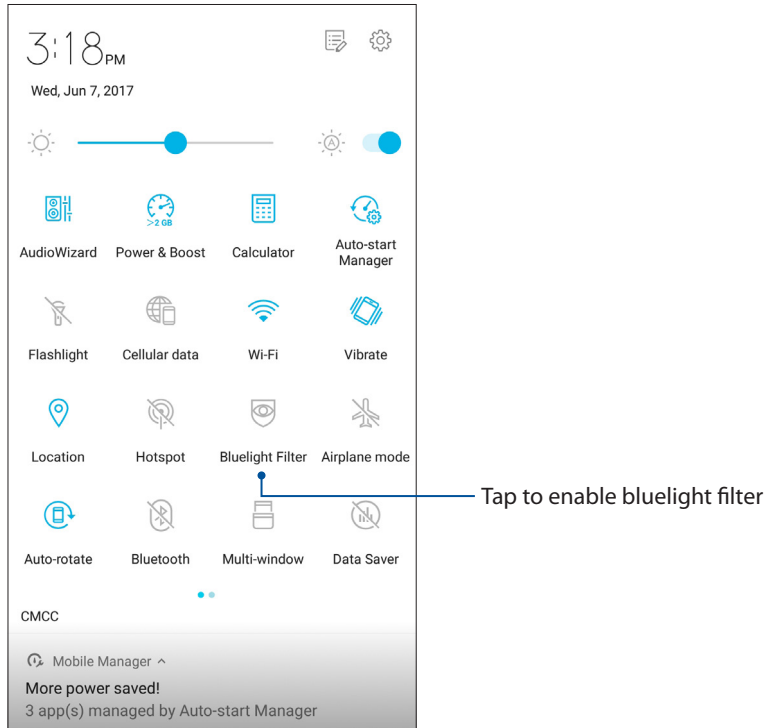 3:18PM
Wed, Jun 7, 2017
A
>2 GB
AudioWizard Power & Boost Calculator Auto-start Manager
Flashlight Cellular data Wi-Fi Vibrate
Location Hotspot Bluelight Filter Airplane mode
Tap to enable bluelight filter
Auto-rotate Bluetooth Multi-window Data Saver
CMCC
Mobile Manager
More power saved!
3 app(s) managed by Auto-start Manager